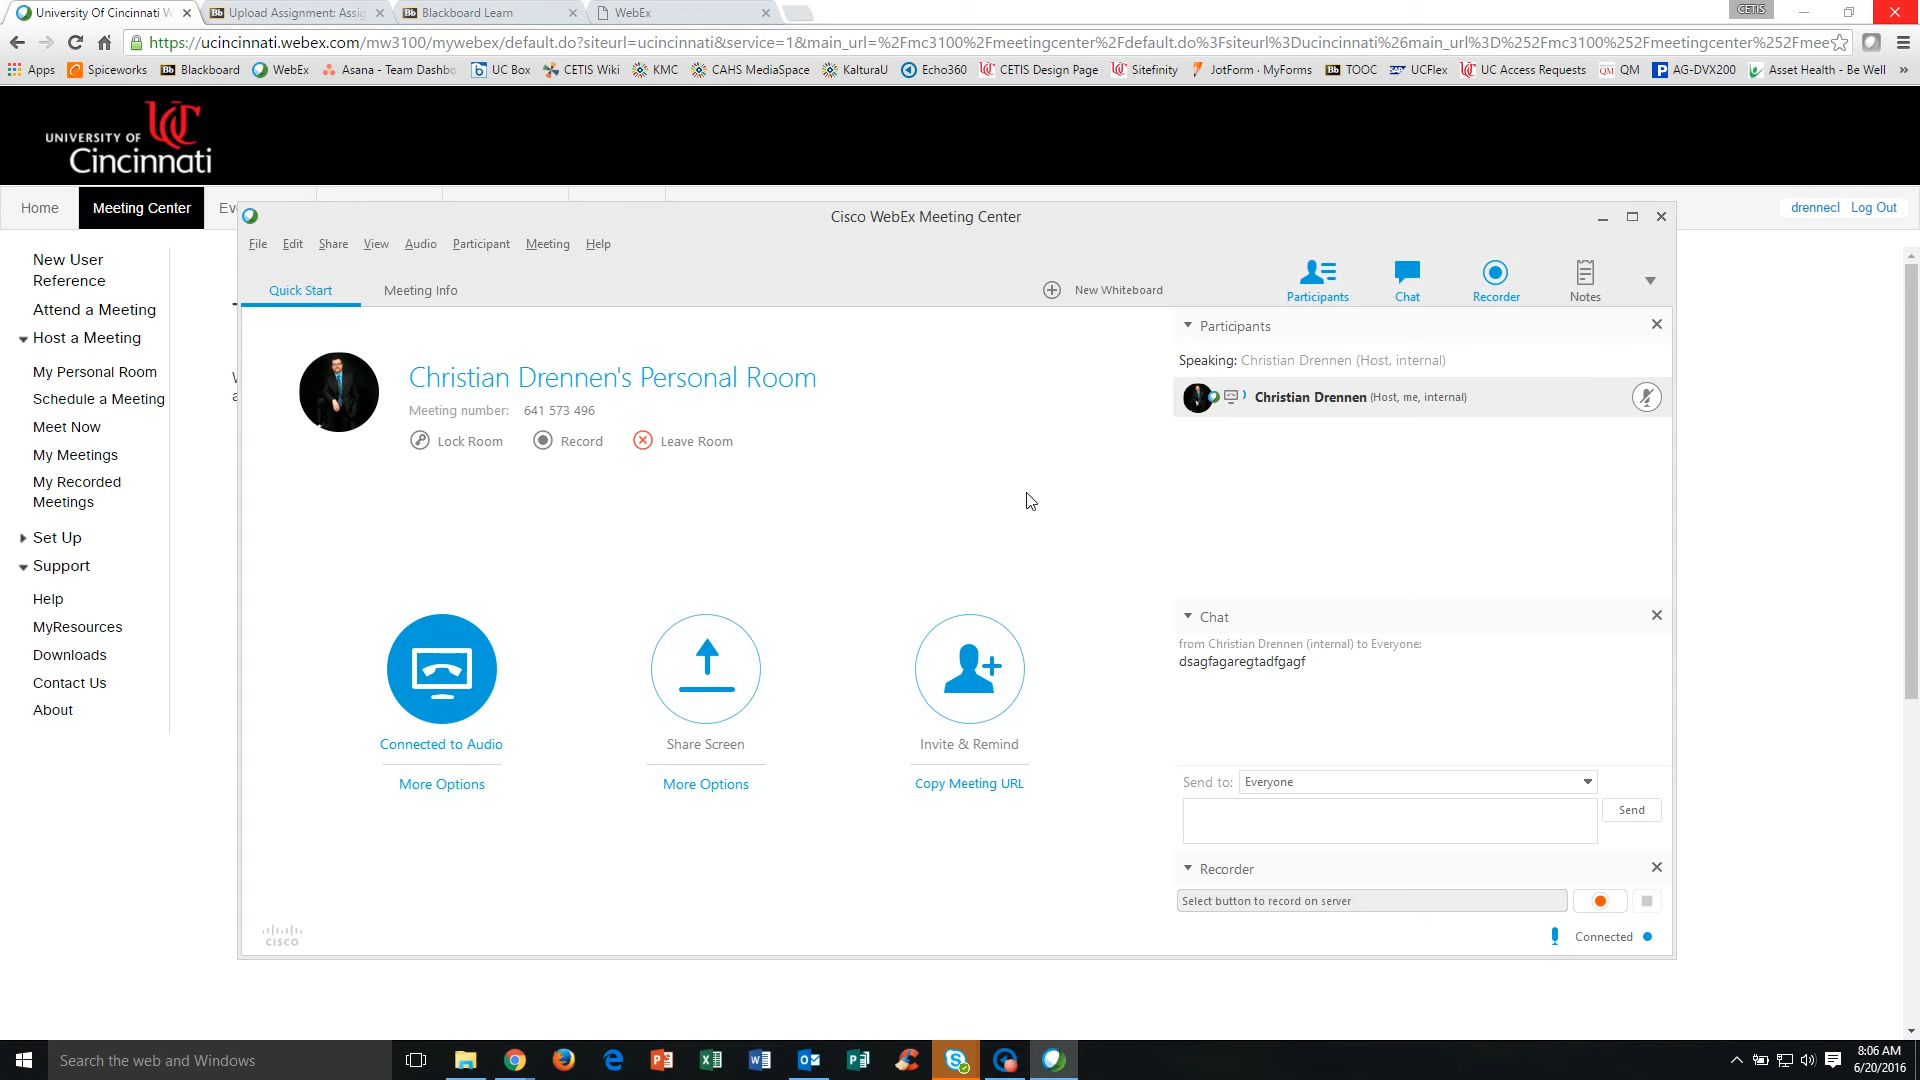 University Of Cincinnati W
Upload Assignment: Assig
Blackboard Learn
WebEx
CETIS
https://ucincinnati.webex.com/mw3100/mywebex/default.do?siteurl=ucincinnati&service=1&main_url=%2Fmc3100%2Fmeetingcenter%2Fdefault.do%3Fsiteurl%3Ducincinnati%26main_url%3D%252Fmc3100%252Fmeetingcenter%252Fmee
Apps Spiceworks Blackboard WebEx Asana - Team Dashbo UC Box CETIS Wiki KMC CAHS MediaSpace KalturaU Echo360 CETIS Design Page Sitefinity JotForm · MyForms TOOC UCFlex UC Access Requests QM AG-DVX200 Asset Health - Be Well »
UNIVERSITY OF
Cincinnati
Home Meeting Center Ev
drennecl Log Out
New User
Reference
Attend a Meeting
Host a Meeting
My Personal Room
Schedule a Meeting
Meet Now
My Meetings
My Recorded
Meetings
Set Up
Support
Help
MyResources
Downloads
Contact Us
About
Cisco WebEx Meeting Center
File Edit Share View Audio Participant Meeting Help
Quick Start Meeting Info
New Whiteboard
Participants Chat Recorder Notes
Christian Drennen's Personal Room
Meeting number: 641 573 496
Lock Room Record Leave Room
Connected to Audio
More Options
Share Screen
More Options
Invite & Remind
Copy Meeting URL
CISCO
Participants
Speaking: Christian Drennen (Host, internal)
Christian Drennen (Host, me, internal)
Chat
from Christian Drennen (internal) to Everyone:
dsagfagaregtadfgagf
Send to: Everyone
Send
Recorder
Select button to record on server
Connected
Search the web and Windows
8:06 AM
6/20/2016